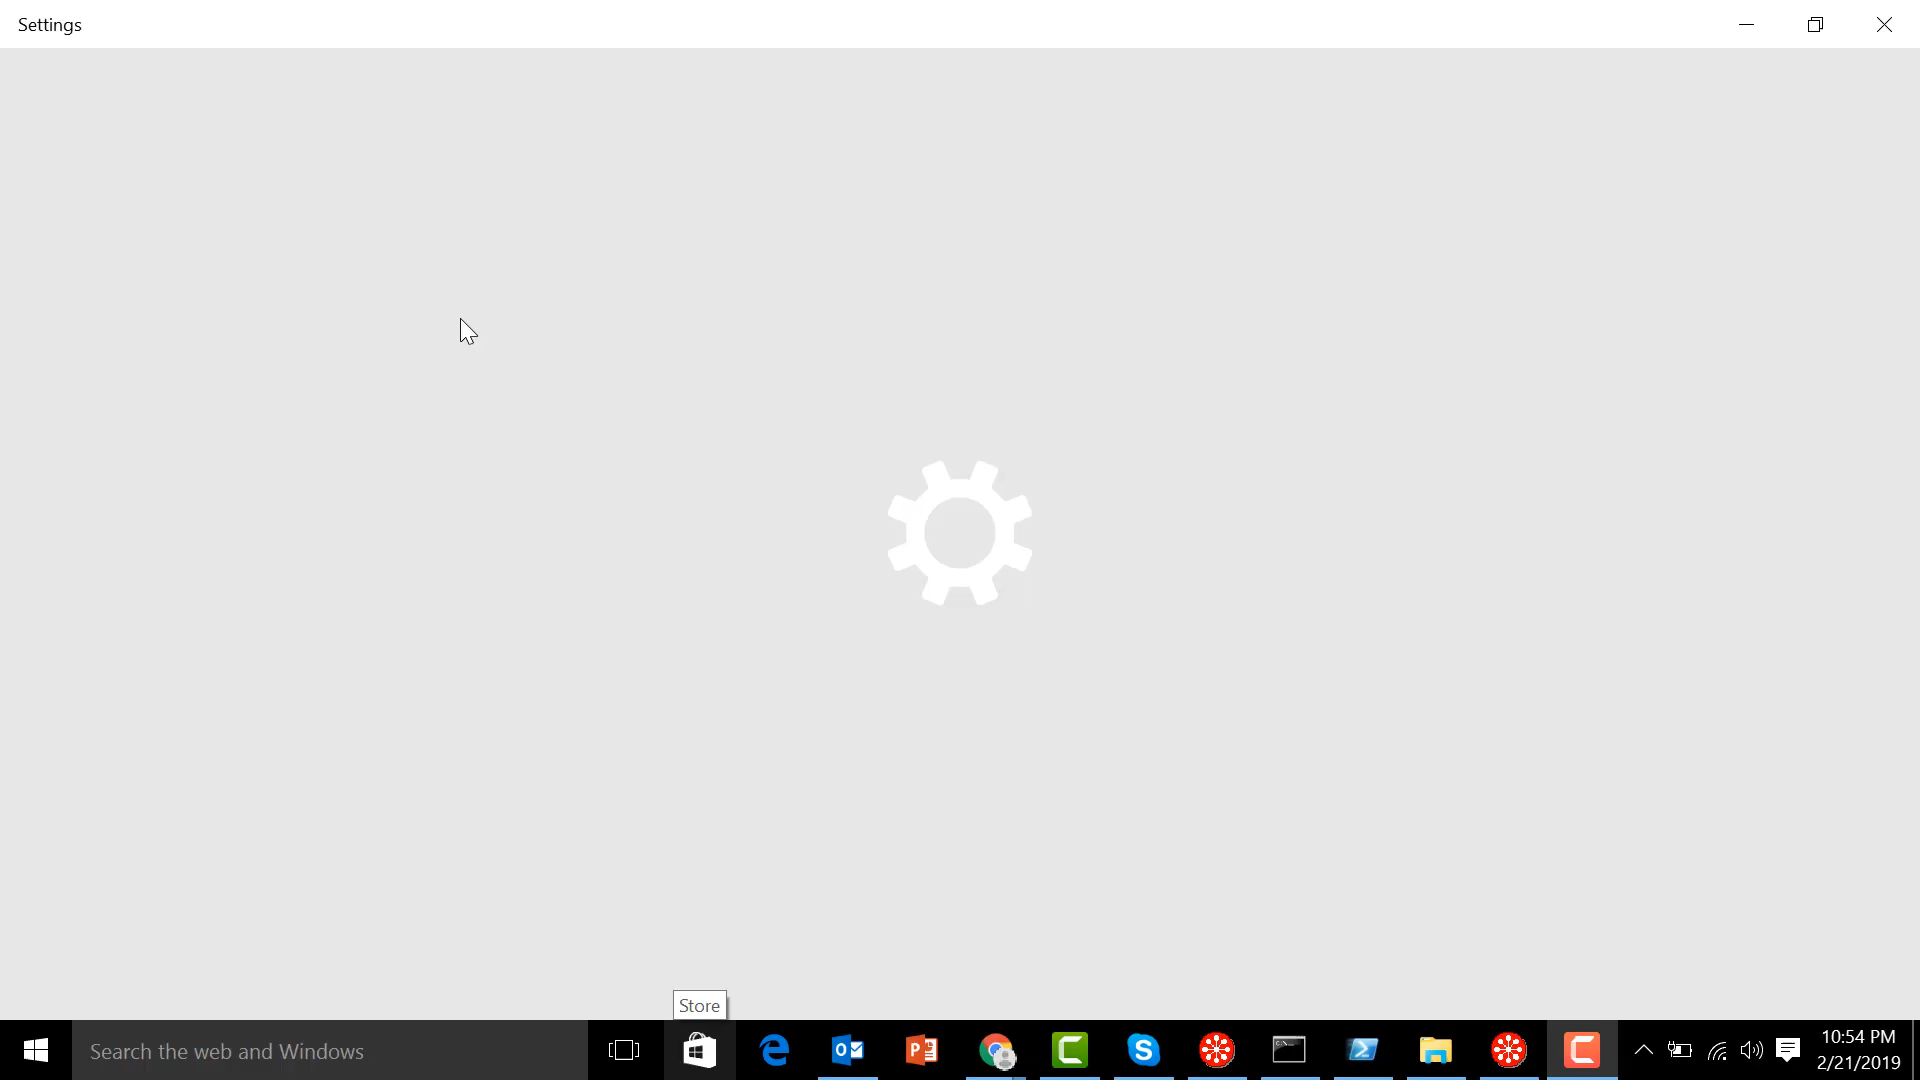 Settings
Store
Search the web and Windows
10:54 PM
2/21/2019